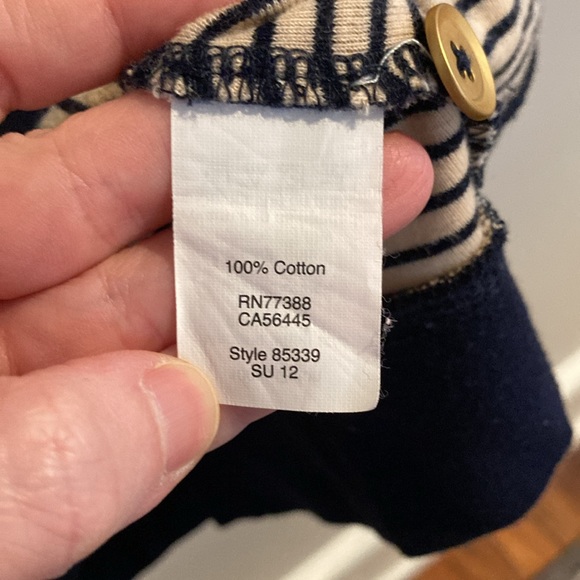 100% Cotton
RN77388
CA56445
Style 85339
SU 12